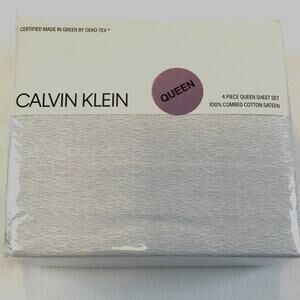 CERTIFIED MADE IN GREEN BY OEKO-TEX®
QUEEN
CALVIN KLEIN
4 PIECE QUEEN SHEET SET
100% COMBED COTTON SATEEN